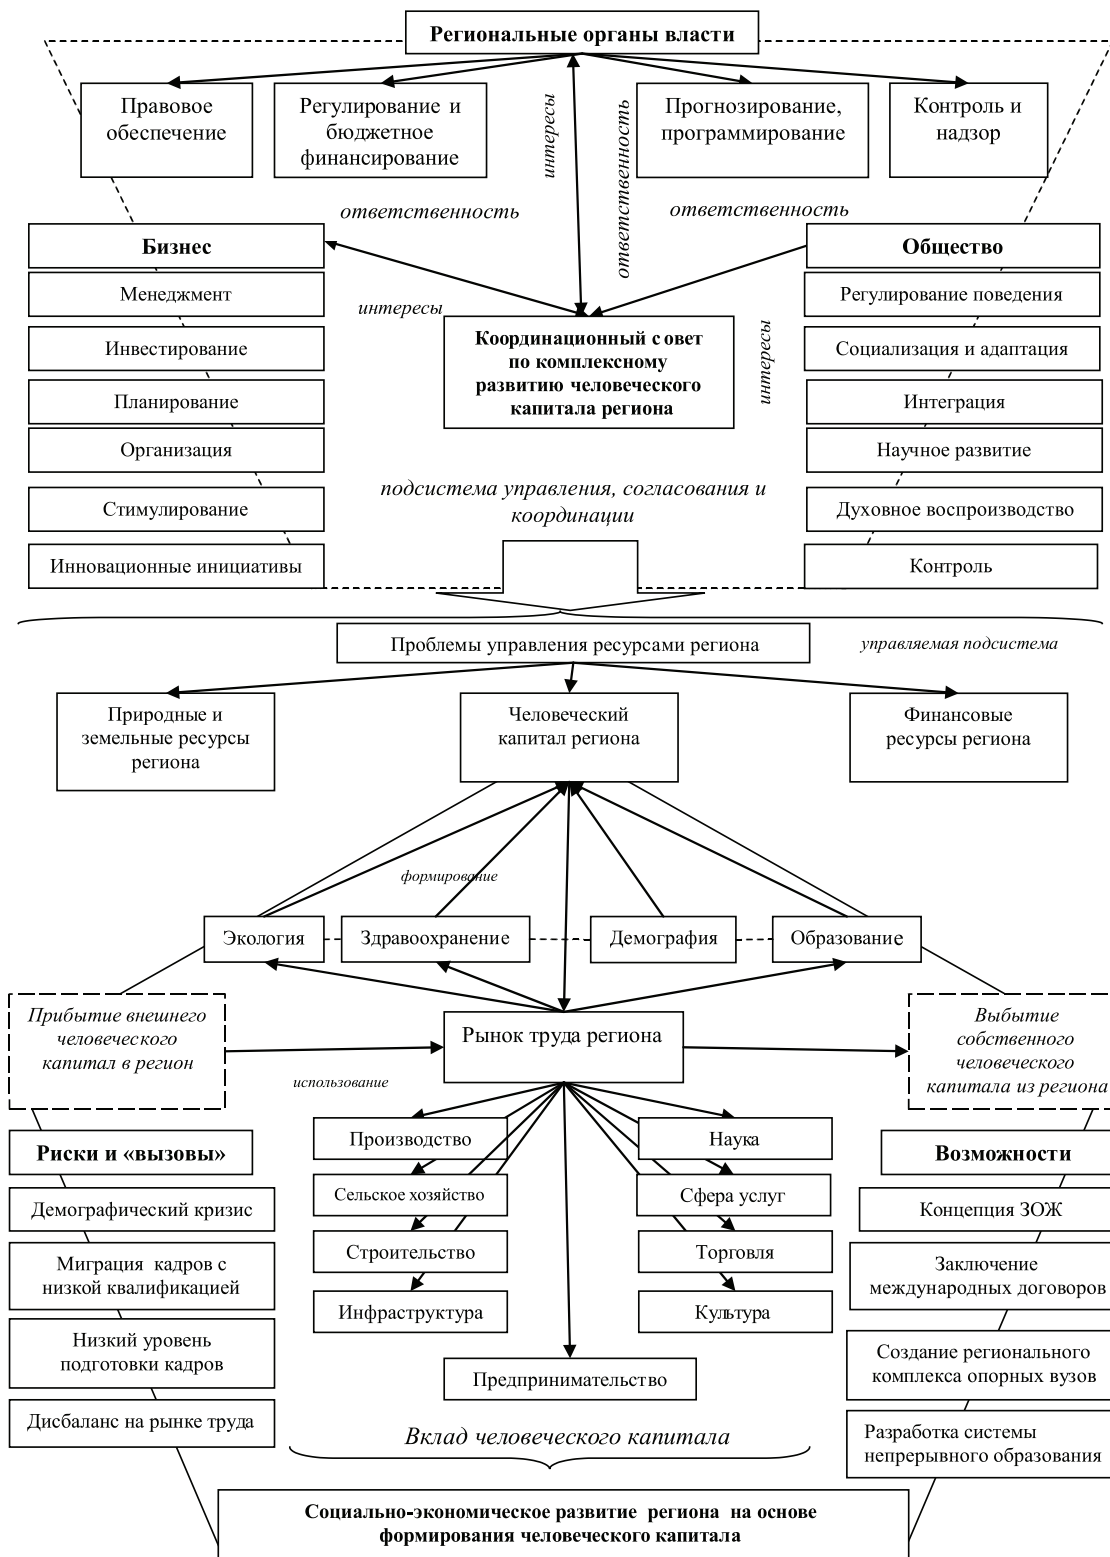 Региональные органы власти
Правовое
обеспечение
Регулирование и
бюджетное
финансирование
Прогнозирование,
программирование
Контроль и
надзор
интересы
ответственность
ответственность
ответственность
Бизнес
Менеджмент
Инвестирование
Планирование
Организация
Стимулирование
Инновационные инициативы
интересы
Координационный совет
по комплексному
развитию человеческого
капитала региона
интересы
Общество
Регулирование поведения
Социализация и адаптация
Интеграция
Научное развитие
Духовное воспроизводство
Контроль
подсистема управления, согласования и
координации
Проблемы управления ресурсами региона
управляемая подсистема
Природные и
земельные ресурсы
региона
Человеческий
капитал региона
Финансовые
ресурсы региона
формирование
Экология
Здравоохранение
Демография
Образование
Прибытие внешнего
человеческого
капитал в регион
Рынок труда региона
Выбытие
собственного
человеческого
капитала из региона
использование
Риски и «вызовы»
Демографический кризис
Миграция кадров с
низкой квалификацией
Низкий уровень
подготовки кадров
Дисбаланс на рынке труда
Производство
Сельское хозяйство
Строительство
Инфраструктура
Наука
Сфера услуг
Торговля
Культура
Предпринимательство
Возможности
Концепция ЗОЖ
Заключение
международных договоров
Создание регионального
комплекса опорных вузов
Разработка системы
непрерывного образования
Вклад человеческого капитала
Социально-экономическое развитие региона на основе
формирования человеческого капитала